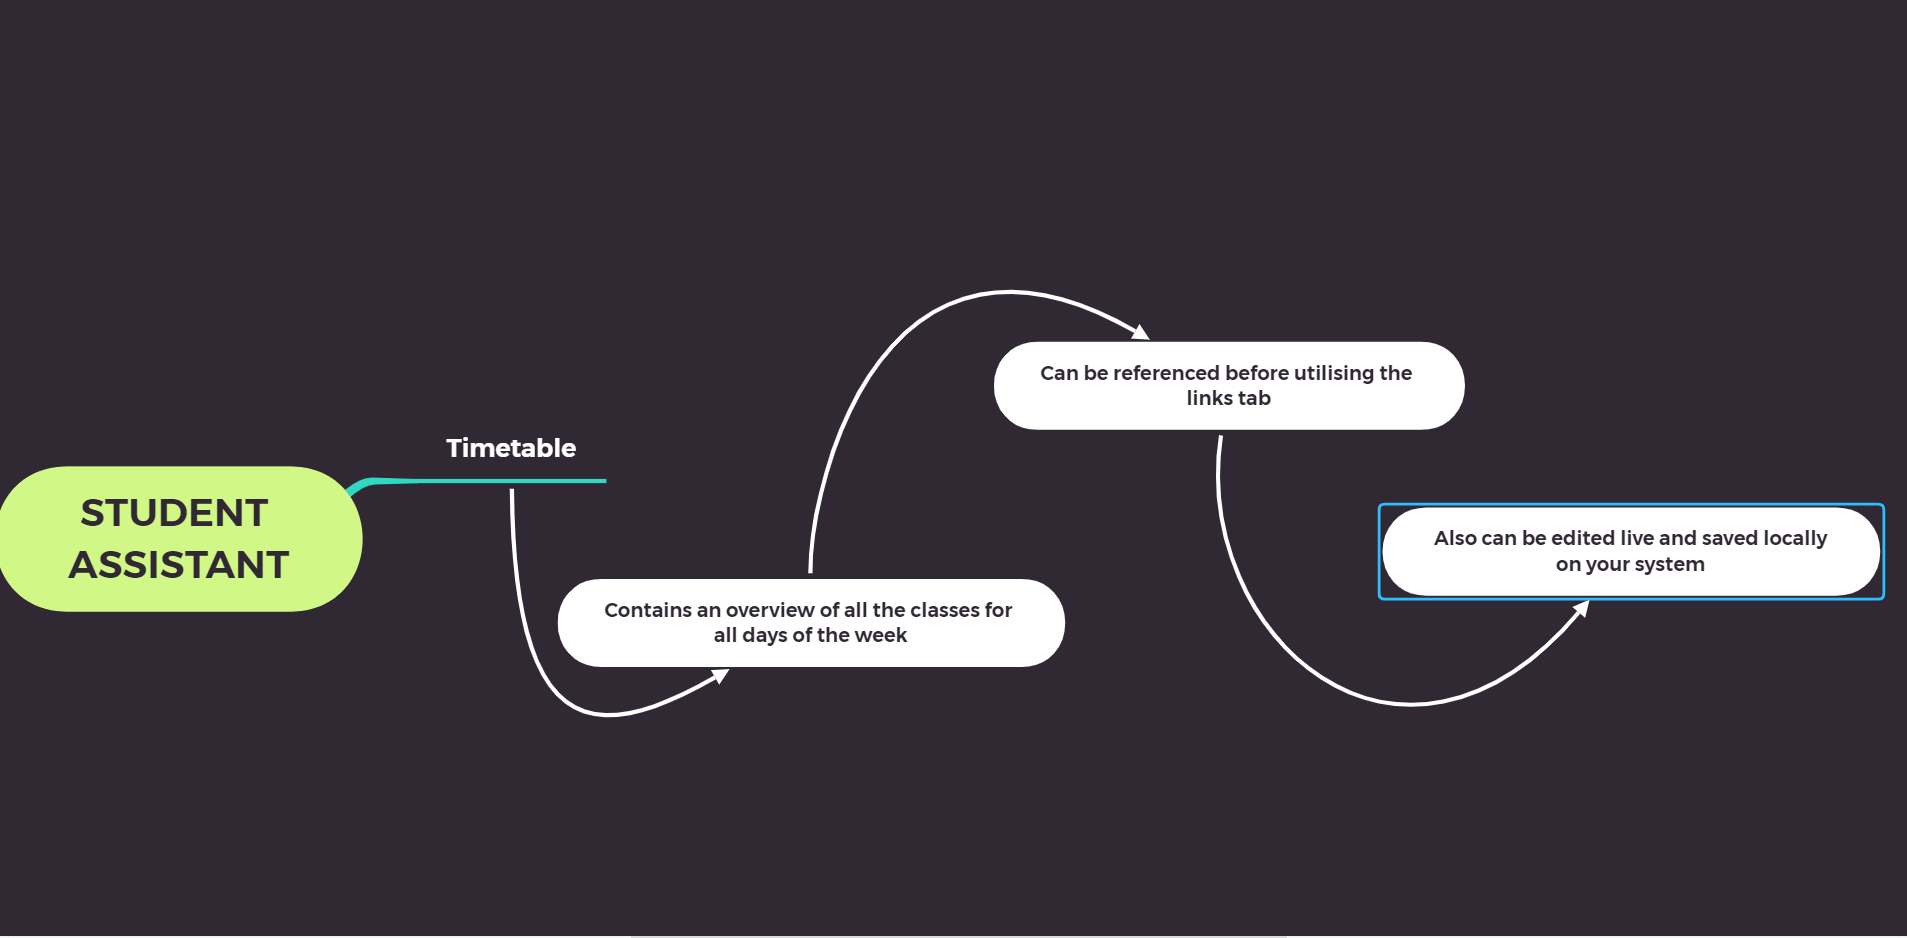 STUDENT
ASSISTANT
Timetable
Contains an overview of all the classes for
all days of the week
Can be referenced before utilising the
links tab
Also can be edited live and saved locally
on your system